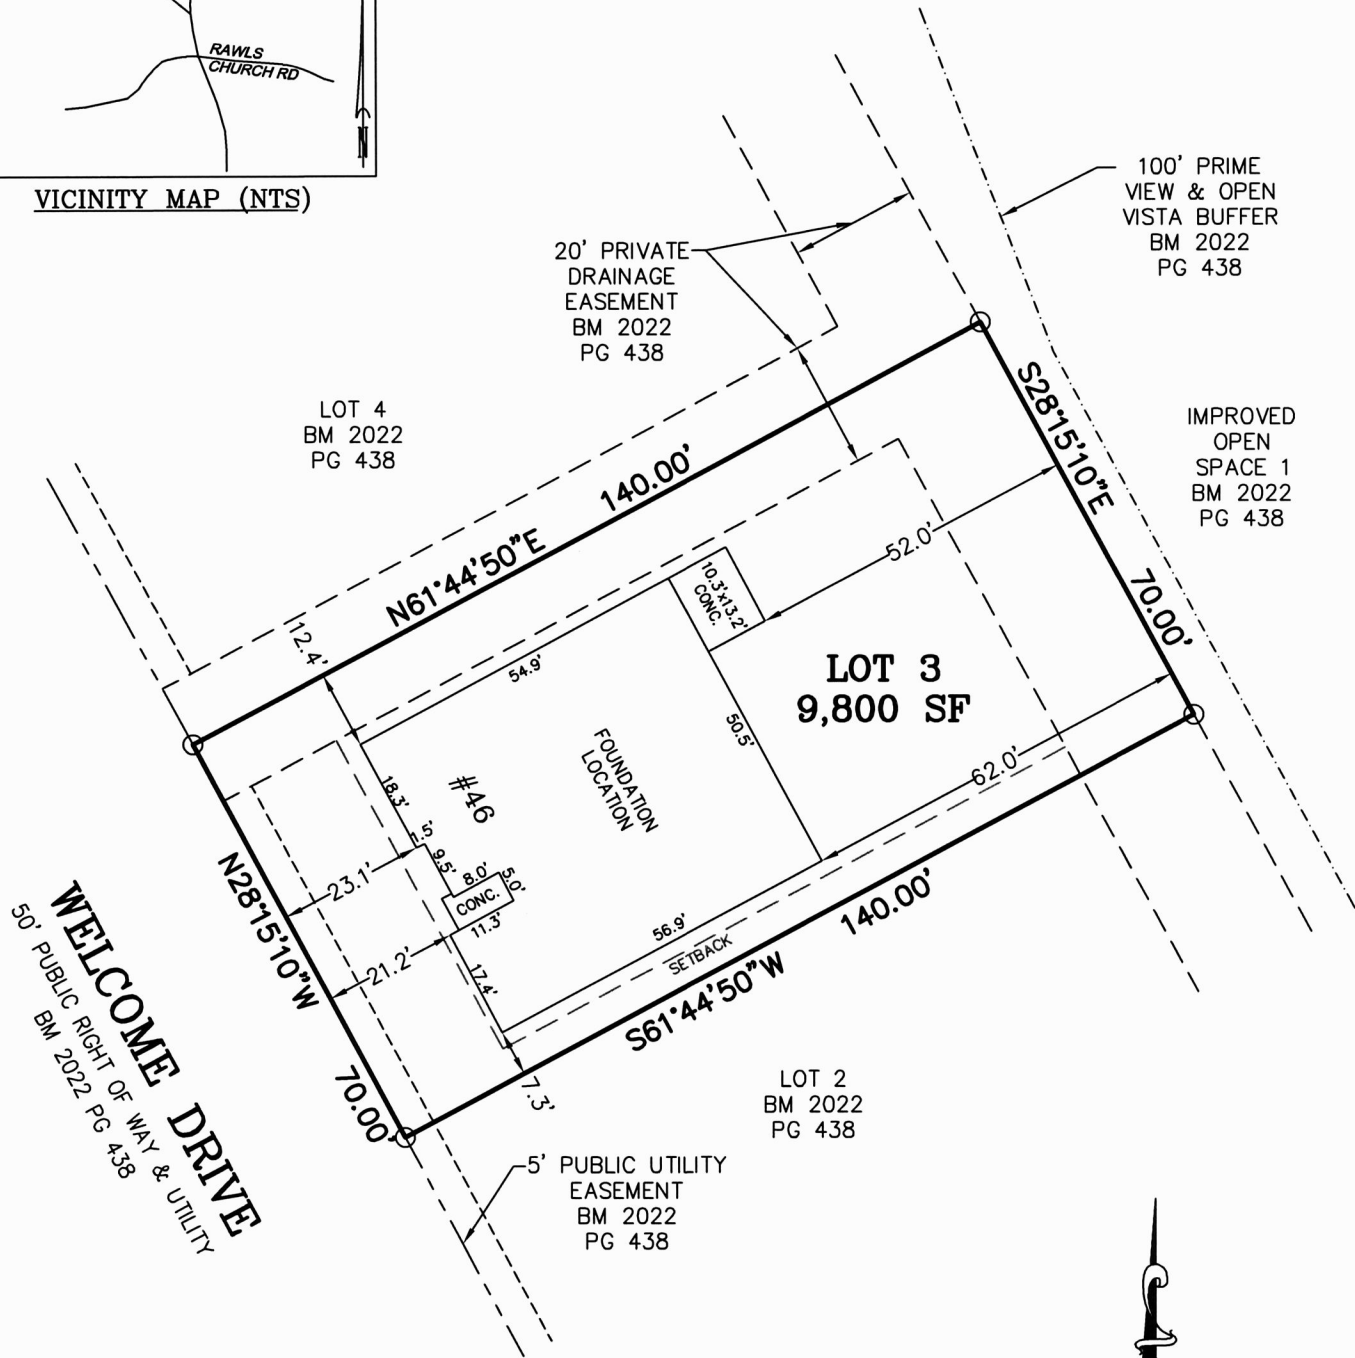 RAWLS
CHURCH RD
N
VICINITY MAP (NTS)
100' PRIME
VIEW & OPEN
VISTA BUFFER
BM 2022
PG 438
20' PRIVATE
DRAINAGE
EASEMENT
BM 2022
PG 438
LOT 4
BM 2022
PG 438
IMPROVED
OPEN
SPACE 1
BM 2022
PG 438
N61°44'50"E
140.00'
S28°15'10"E
70.00'
12.4'
54.9'
10.3'x13.2'
CONC.
52.0'
LOT 3
9,800 SF
50.5'
62.0'
FOUNDATION
LOCATION
#46
18.3'
1.5'
9.5'
8.0'
5.0'
CONC.
11.3'
23.1'
21.2'
17.4'
56.9'
SETBACK
7.3'
N28°15'10"W
70.00'
S61°44'50"W
140.00'
WELCOME DRIVE
50' PUBLIC RIGHT OF WAY & UTILITY
BM 2022 PG 438
LOT 2
BM 2022
PG 438
5' PUBLIC UTILITY
EASEMENT
BM 2022
PG 438